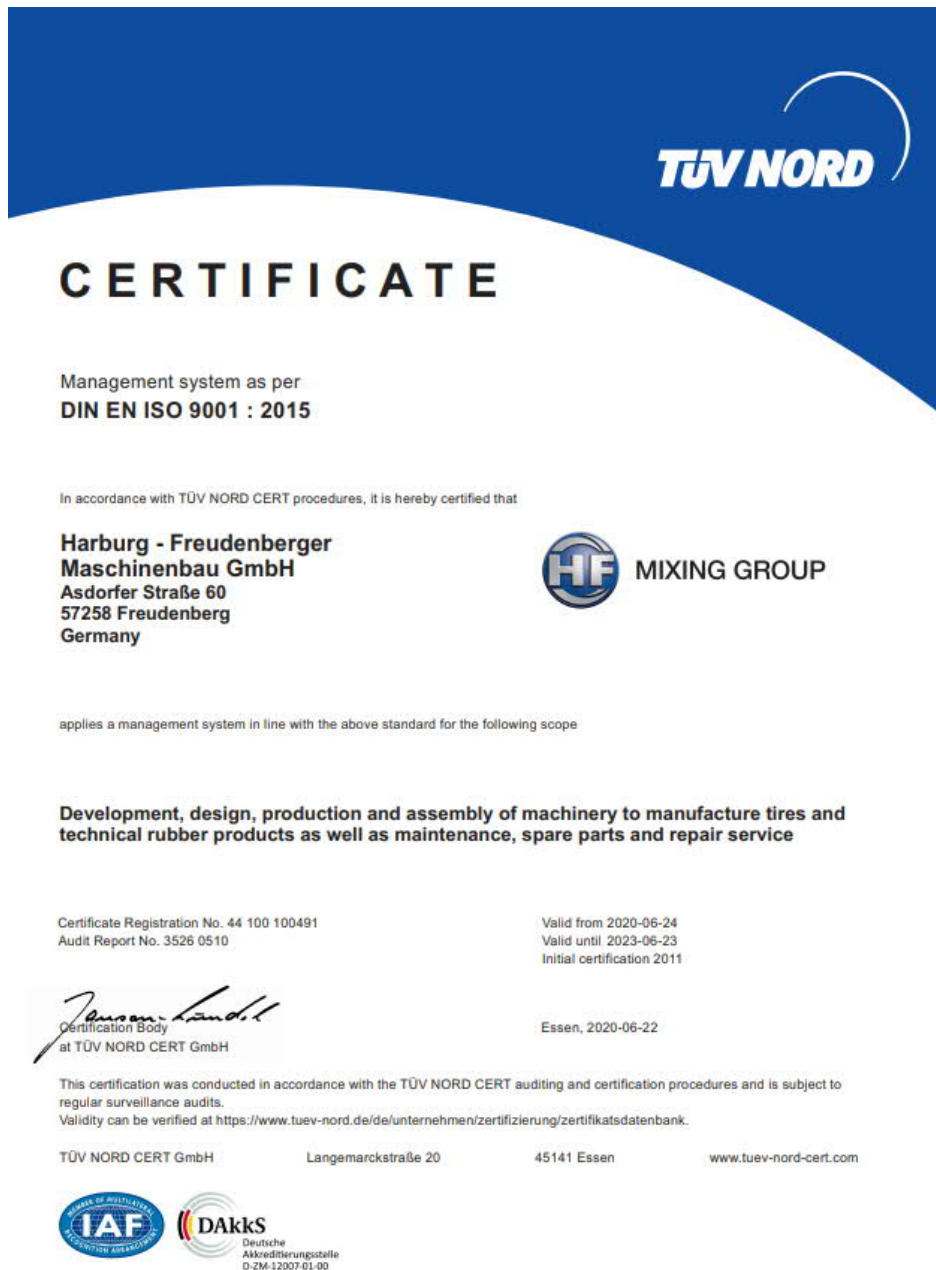 TÜV NORD
CERTIFICATE
Management system as per
DIN EN ISO 9001 : 2015
In accordance with TÜV NORD CERT procedures, it is hereby certified that
Harburg - Freudenberger
Maschinenbau GmbH
Asdorfer Straße 60
57258 Freudenberg
Germany
HF MIXING GROUP
applies a management system in line with the above standard for the following scope
Development, design, production and assembly of machinery to manufacture tires and
technical rubber products as well as maintenance, spare parts and repair service
Certificate Registration No. 44 100 100491
Audit Report No. 3526 0510
Valid from 2020-06-24
Valid until 2023-06-23
Initial certification 2011
Certification Body
at TÜV NORD CERT GmbH
Essen, 2020-06-22
This certification was conducted in accordance with the TÜV NORD CERT auditing and certification procedures and is subject to
regular surveillance audits.
Validity can be verified at https://www.tuev-nord.de/de/unternehmen/zertifizierung/zertifikatsdatenbank.
TÜV NORD CERT GmbH Langemarckstraße 20 45141 Essen www.tuev-nord-cert.com
MEMBER OF MULTILATERAL
IAF
RECOGNITION ARRANGEMENT
DAkkS
Deutsche
Akkreditierungsstelle
D-ZM-12007-01-00